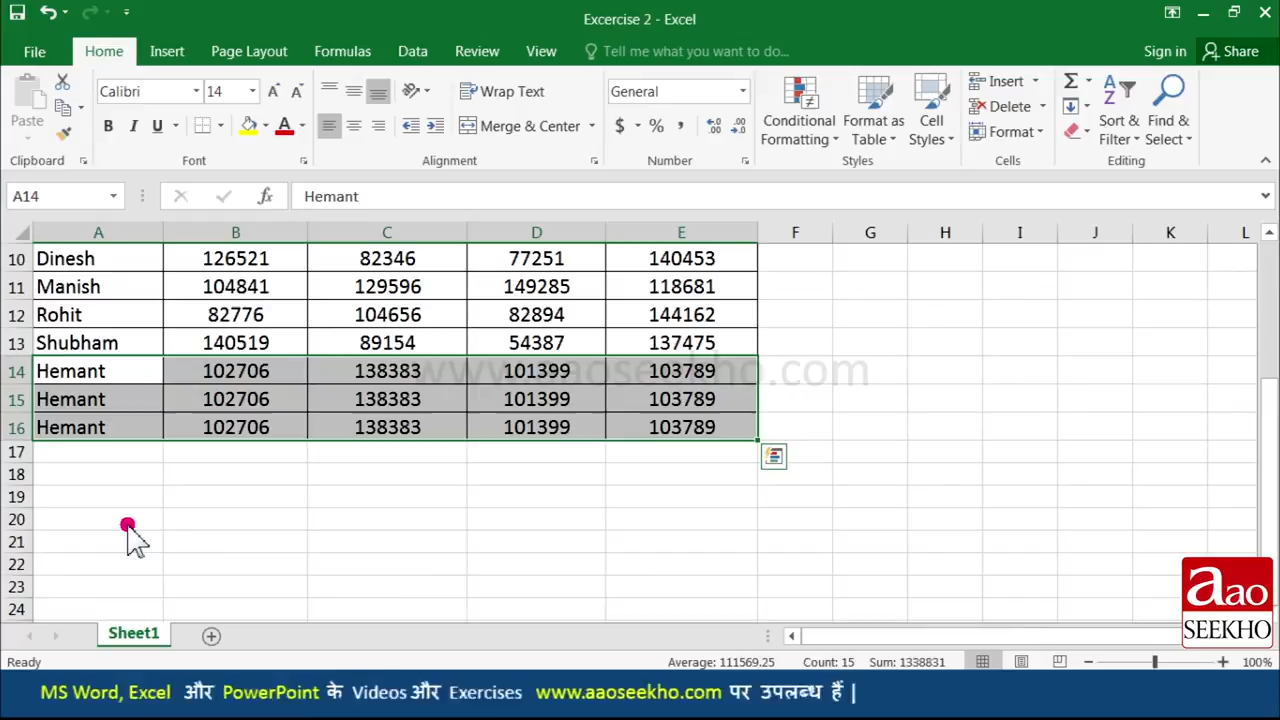 Excercise 2 - Excel
File Home Insert Page Layout Formulas Data Review View Tell me what you want to do... Sign in Share
Calibri 14 Wrap Text General Insert
Paste B I U Merge & Center $ % , Conditional Formatting Format as Table Cell Styles Delete Format Sort & Filter Find & Select
Clipboard Font Alignment Number Styles Cells Editing
A14 fx Hemant
A B C D E F G H I J K L
10 Dinesh 126521 82346 77251 140453
11 Manish 104841 129596 149285 118681
12 Rohit 82776 104656 82894 144162
13 Shubham 140519 89154 54387 137475
14 Hemant 102706 138383 101399 103789
www.aaoseekho.com
15 Hemant 102706 138383 101399 103789
16 Hemant 102706 138383 101399 103789
17
18
19
20
21
22
23
24
aao
SEEKHO
Sheet1
Ready Average: 111569.25 Count: 15 Sum: 1338831 100%
MS Word, Excel और PowerPoint के Videos और Exercises www.aaoseekho.com पर उपलब्ध हैं |